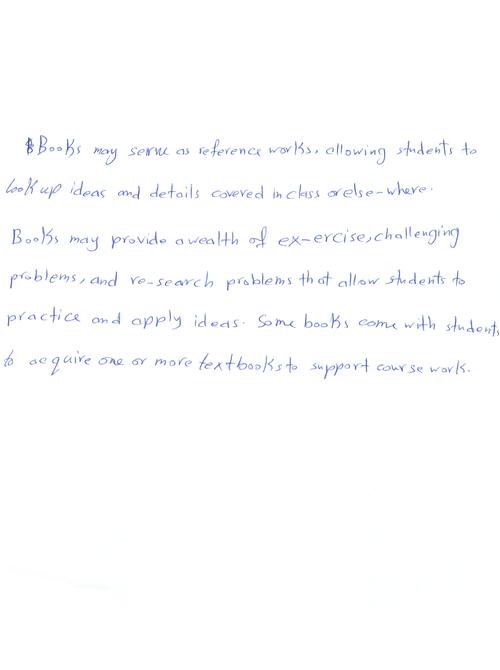 Books may serve as reference works, allowing students to
look up ideas and details covered in class or else-where.
Books may provide a wealth of ex-ercise, challenging
problems, and re-search problems that allow students to
practice and apply ideas. Some books come with students
to acquire one or more textbooks to support course work.